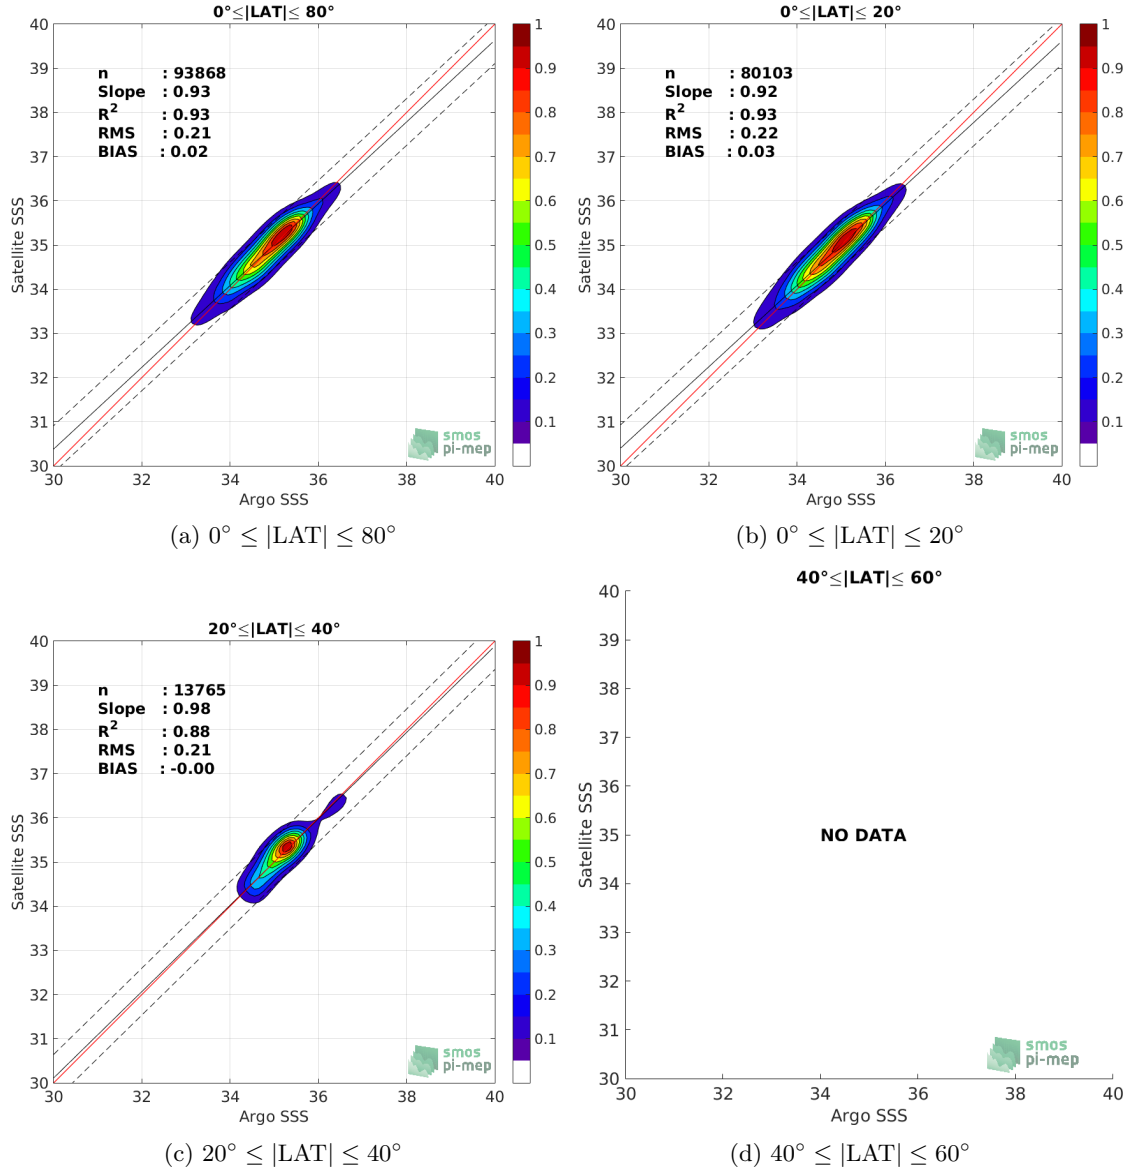 0°≤|LAT|≤ 80°
40
39
38
37
36
35
34
33
32
31
30
Satellite SSS
n : 93868
Slope : 0.93
R² : 0.93
RMS : 0.21
BIAS : 0.02
smos
pi-mep
30 32 34 36 38 40
Argo SSS
1
0.9
0.8
0.7
0.6
0.5
0.4
0.3
0.2
0.1
(a) 0° ≤ |LAT| ≤ 80°
0°≤|LAT|≤ 20°
40
39
38
37
36
35
34
33
32
31
30
Satellite SSS
n : 80103
Slope : 0.92
R² : 0.93
RMS : 0.22
BIAS : 0.03
smos
pi-mep
30 32 34 36 38 40
Argo SSS
1
0.9
0.8
0.7
0.6
0.5
0.4
0.3
0.2
0.1
(b) 0° ≤ |LAT| ≤ 20°
20°≤|LAT|≤ 40°
40
39
38
37
36
35
34
33
32
31
30
Satellite SSS
n : 13765
Slope : 0.98
R² : 0.88
RMS : 0.21
BIAS : -0.00
smos
pi-mep
30 32 34 36 38 40
Argo SSS
1
0.9
0.8
0.7
0.6
0.5
0.4
0.3
0.2
0.1
(c) 20° ≤ |LAT| ≤ 40°
40°≤|LAT|≤ 60°
40
39
38
37
36
35
34
33
32
31
30
Satellite SSS
NO DATA
smos
pi-mep
30 32 34 36 38 40
Argo SSS
(d) 40° ≤ |LAT| ≤ 60°